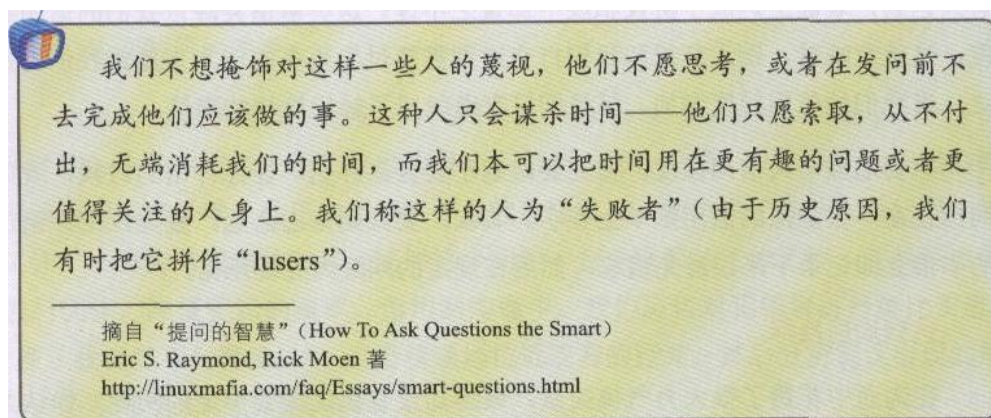 我们不想掩饰对这样一些人的蔑视，他们不愿思考，或者在发问前不
去完成他们应该做的事。这种人只会谋杀时间——他们只愿索取，从不付
出，无端消耗我们的时间，而我们本可以把时间用在更有趣的问题或者更
值得关注的人身上。我们称这样的人为“失败者”（由于历史原因，我们
有时把它拼作“lusers”）。
摘自“提问的智慧”（How To Ask Questions the Smart）
Eric S. Raymond, Rick Moen 著
http://linuxmafia.com/faq/Essays/smart-questions.html